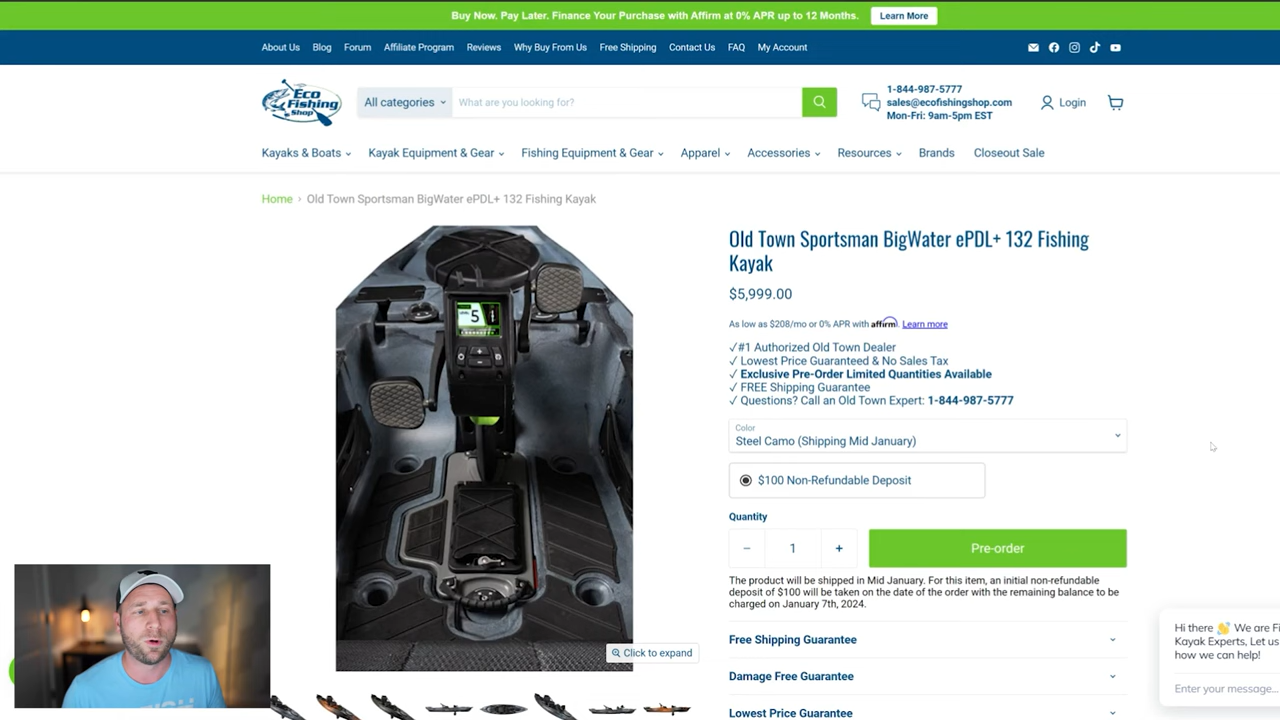 Buy Now. Pay Later. Finance Your Purchase with Affirm at 0% APR up to 12 Months. Learn More
About Us Blog Forum Affiliate Program Reviews Why Buy From Us Free Shipping Contact Us FAQ My Account
Eco Fishing Shop
All categories What are you looking for?
1-844-987-5777
sales@ecofishingshop.com
Mon-Fri: 9am-5pm EST
Login
Kayaks & Boats Kayak Equipment & Gear Fishing Equipment & Gear Apparel Accessories Resources Brands Closeout Sale
Home › Old Town Sportsman BigWater ePDL+ 132 Fishing Kayak
5
Click to expand
Old Town Sportsman BigWater ePDL+ 132 Fishing
Kayak
$5,999.00
As low as $208/mo or 0% APR with affirm. Learn more
✓#1 Authorized Old Town Dealer
✓ Lowest Price Guaranteed & No Sales Tax
✓ Exclusive Pre-Order Limited Quantities Available
✓ FREE Shipping Guarantee
✓ Questions? Call an Old Town Expert: 1-844-987-5777
Color
Steel Camo (Shipping Mid January)
$100 Non-Refundable Deposit
Quantity
− 1 + Pre-order
The product will be shipped in Mid January. For this item, an initial non-refundable
deposit of $100 will be taken on the date of the order with the remaining balance to be
charged on January 7th, 2024.
Free Shipping Guarantee
Damage Free Guarantee
Lowest Price Guarantee
Hi there 👋 We are Fi
Kayak Experts, Let us
how we can help!
Enter your message...